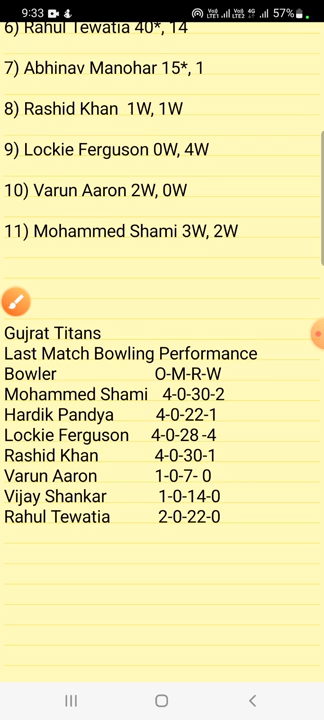 9:33 57%
6) Rahul Tewatia 40*, 14
7) Abhinav Manohar 15*, 1
8) Rashid Khan 1W, 1W
9) Lockie Ferguson 0W, 4W
10) Varun Aaron 2W, 0W
11) Mohammed Shami 3W, 2W
Gujrat Titans
Last Match Bowling Performance
Bowler O-M-R-W
Mohammed Shami 4-0-30-2
Hardik Pandya 4-0-22-1
Lockie Ferguson 4-0-28 -4
Rashid Khan 4-0-30-1
Varun Aaron 1-0-7- 0
Vijay Shankar 1-0-14-0
Rahul Tewatia 2-0-22-0